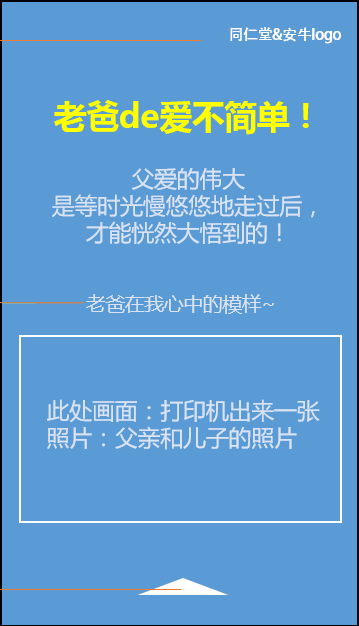 同仁堂&安牛logo
老爸de爱不简单！
父爱的伟大
是等时光慢悠悠地走过后，
才能恍然大悟到的！
老爸在我心中的模样~
此处画面：打印机出来一张
照片：父亲和儿子的照片